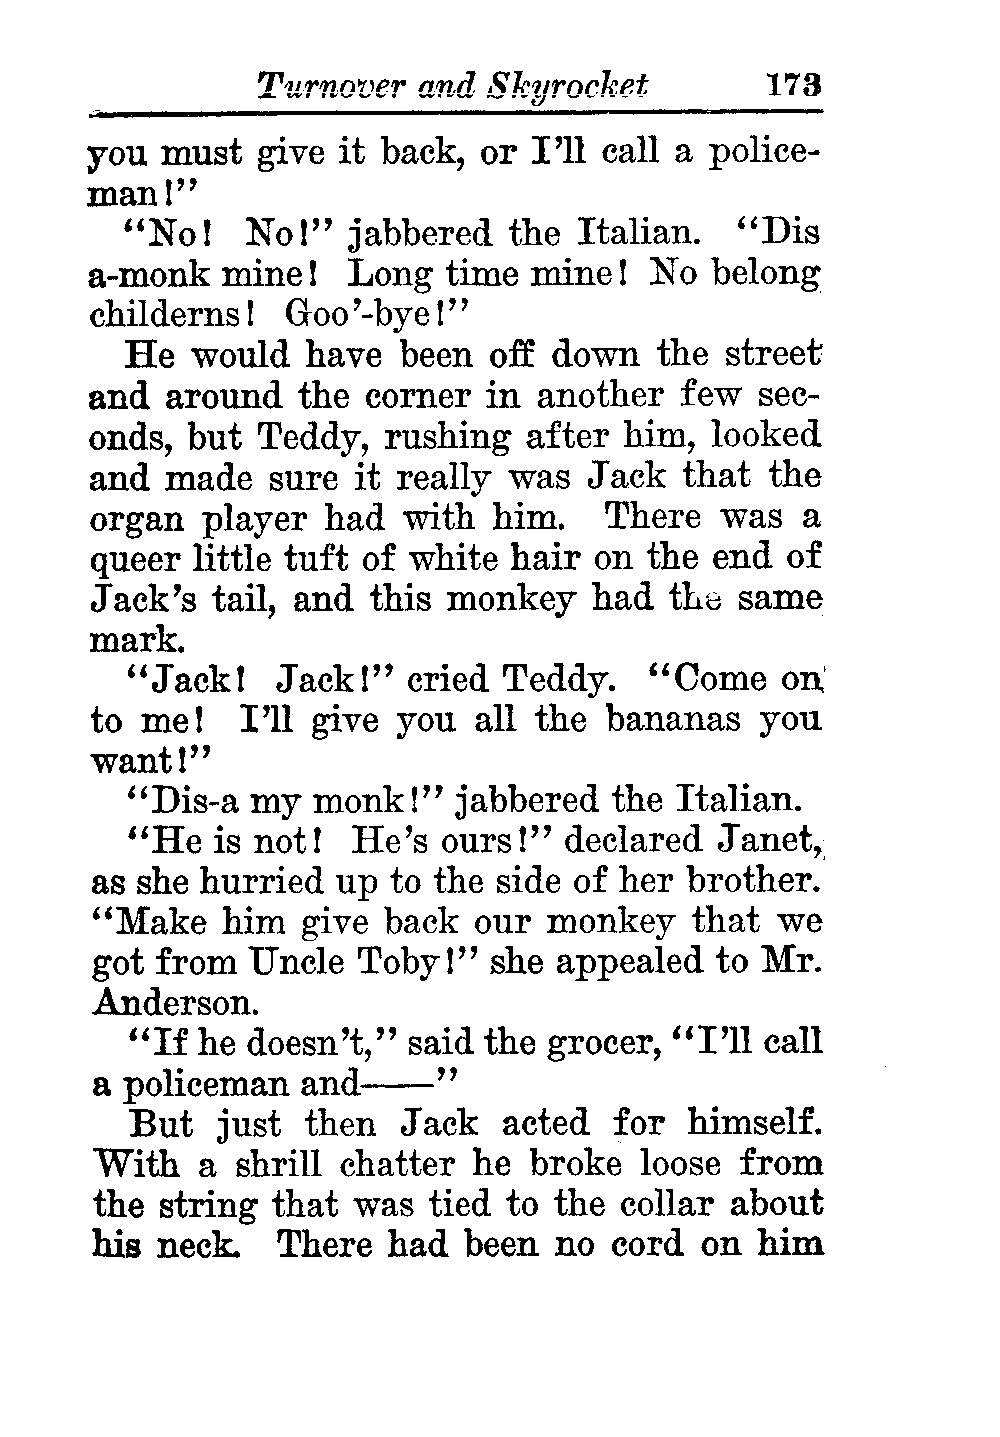 Turnover and Skyrocket 173
you must give it back, or I'll call a police-
man!"
"No! No!" jabbered the Italian. "Dis
a-monk mine! Long time mine! No belong
childerns! Goo'-bye!"
He would have been off down the street
and around the corner in another few sec-
onds, but Teddy, rushing after him, looked
and made sure it really was Jack that the
organ player had with him. There was a
queer little tuft of white hair on the end of
Jack's tail, and this monkey had the same
mark.
"Jack! Jack!" cried Teddy. "Come on
to me! I'll give you all the bananas you
want!"
"Dis-a my monk!" jabbered the Italian.
"He is not! He's ours!" declared Janet,
as she hurried up to the side of her brother.
"Make him give back our monkey that we
got from Uncle Toby!" she appealed to Mr.
Anderson.
"If he doesn't," said the grocer, "I'll call
a policeman and——"
But just then Jack acted for himself.
With a shrill chatter he broke loose from
the string that was tied to the collar about
his neck. There had been no cord on him